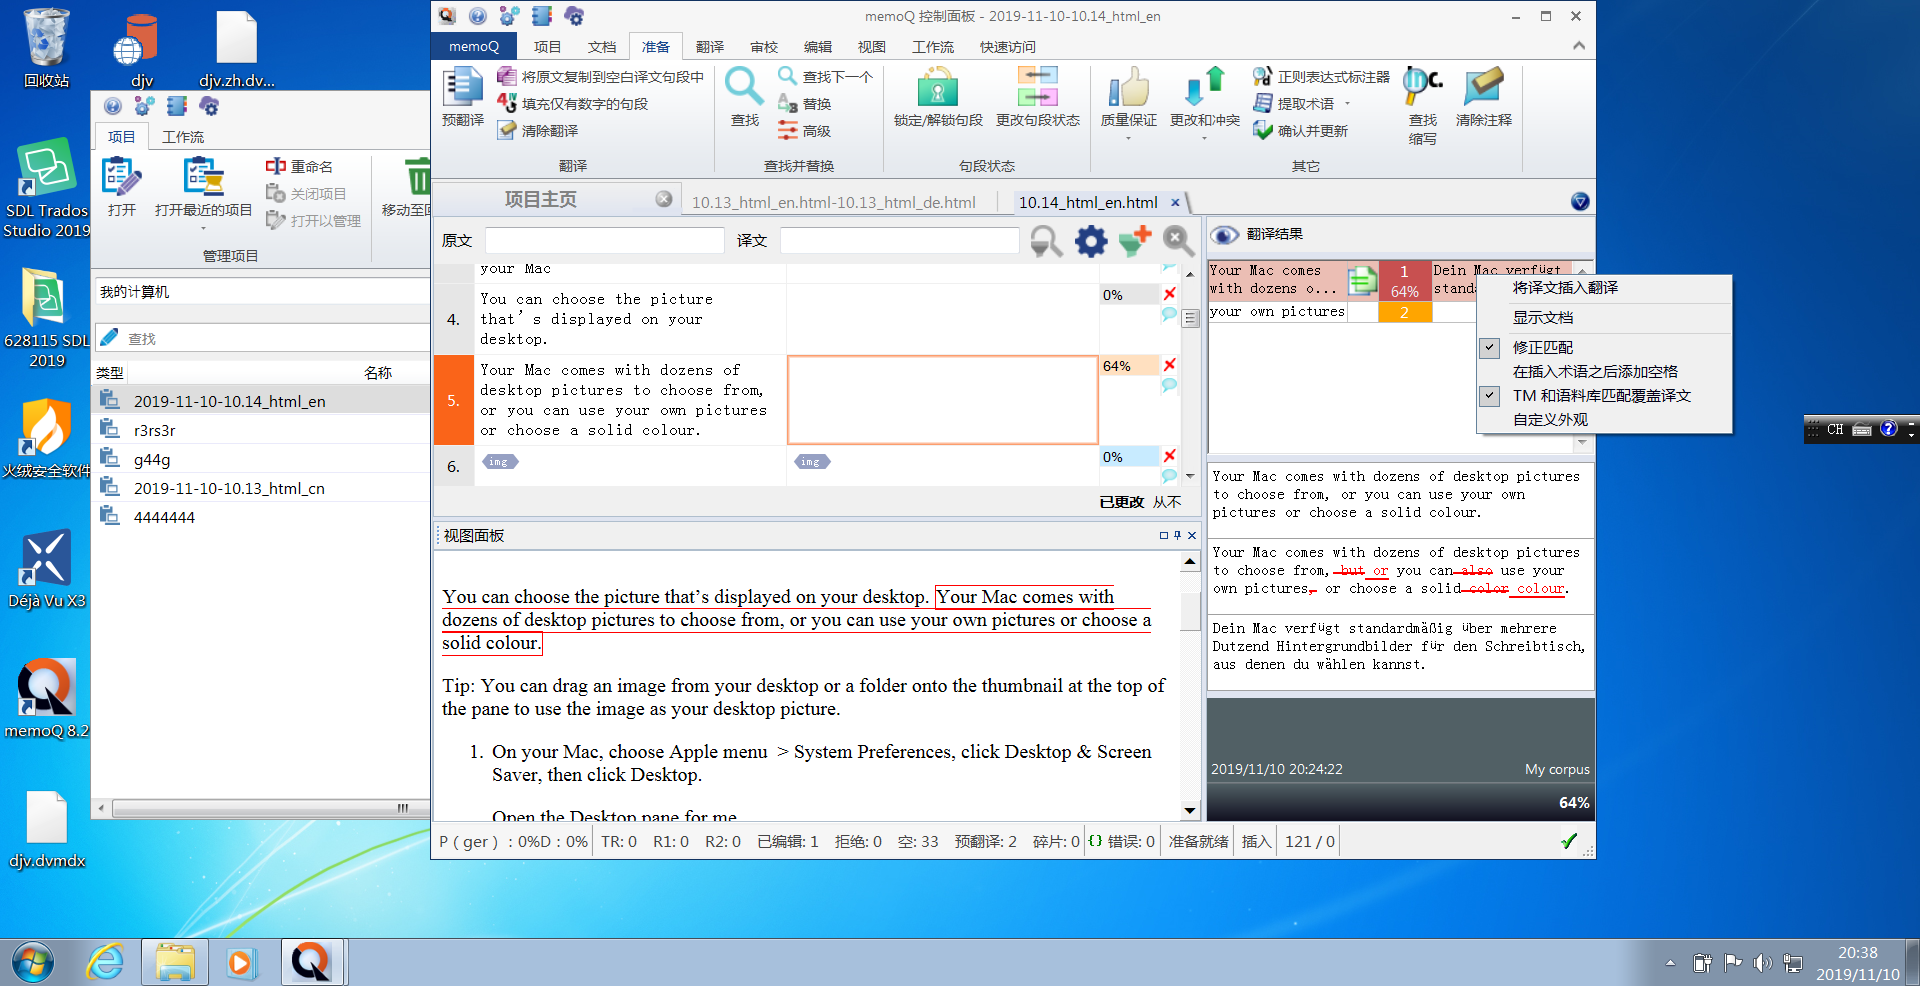 回收站
djv
djv.zh.dv...
SDL Trados
Studio 2019
628115 SDL
2019
火绒安全软件
Déjà Vu X3
memoQ 8.2
djv.dvmdx
项目
工作流
打开
打开最近的项目
重命名
关闭项目
打开以管理
移动至回
管理项目
我的计算机
查找
类型
名称
2019-11-10-10.14_html_en
r3rs3r
g44g
2019-11-10-10.13_html_cn
4444444
memoQ 控制面板 - 2019-11-10-10.14_html_en
memoQ 项目 文档 准备 翻译 审校 编辑 视图 工作流 快速访问
预翻译
将原文复制到空白译文句段中
填充仅有数字的句段
清除翻译
翻译
查找
查找下一个
替换
高级
查找并替换
锁定/解锁句段
更改句段状态
句段状态
质量保证
更改和冲突
正则表达式标注器
提取术语
确认并更新
查找
缩写
清除注释
其它
项目主页
10.13_html_en.html-10.13_html_de.html
10.14_html_en.html
原文
译文
your Mac
4.
You can choose the picture
that’s displayed on your
desktop.
0%
5.
Your Mac comes with dozens of
desktop pictures to choose from,
or you can use your own pictures
or choose a solid colour.
64%
6.
img
img
0%
已更改 从不
视图面板
You can choose the picture that’s displayed on your desktop. Your Mac comes with
dozens of desktop pictures to choose from, or you can use your own pictures or choose a
solid colour.
Tip: You can drag an image from your desktop or a folder onto the thumbnail at the top of
the pane to use the image as your desktop picture.
1. On your Mac, choose Apple menu > System Preferences, click Desktop & Screen
Saver, then click Desktop.
Open the Desktop pane for me
翻译结果
Your Mac comes
with dozens o...
1
64%
Dein Mac verfügt
standa
your own pictures
2
将译文插入翻译
显示文档
修正匹配
在插入术语之后添加空格
TM 和语料库匹配覆盖译文
自定义外观
Your Mac comes with dozens of desktop pictures
to choose from, or you can use your own
pictures or choose a solid colour.
Your Mac comes with dozens of desktop pictures
to choose from, but or you can also use your
own pictures, or choose a solid color colour.
Dein Mac verfügt standardmäßig über mehrere
Dutzend Hintergrundbilder für den Schreibtisch,
aus denen du wählen kannst.
2019/11/10 20:24:22
My corpus
64%
P ( ger ) : 0%D : 0% TR: 0 R1: 0 R2: 0 已编辑: 1 拒绝: 0 空: 33 预翻译: 2 碎片: 0 {} 错误: 0 准备就绪 插入 121 / 0
CH
20:38
2019/11/10